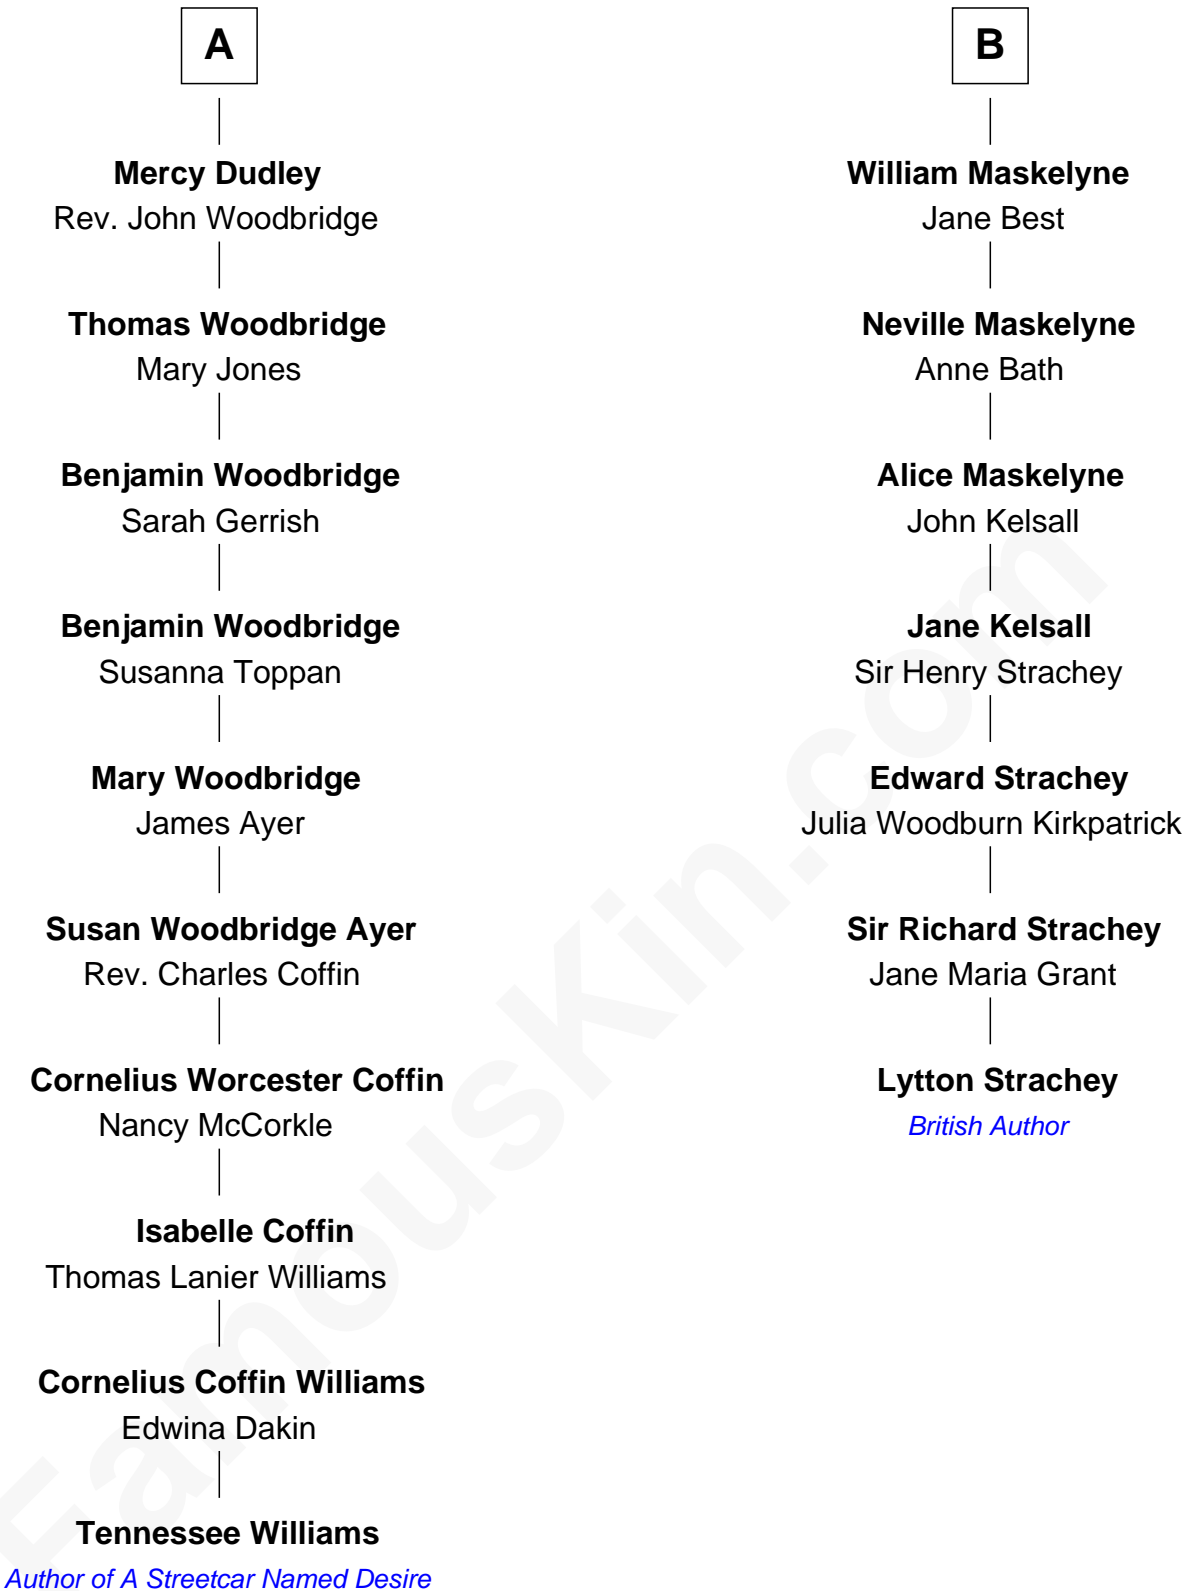 A
Mercy Dudley
Rev. John Woodbridge
Thomas Woodbridge
Mary Jones
Benjamin Woodbridge
Sarah Gerrish
Benjamin Woodbridge
Susanna Toppan
Mary Woodbridge
James Ayer
Susan Woodbridge Ayer
Rev. Charles Coffin
Cornelius Worcester Coffin
Nancy McCorkle
Isabelle Coffin
Thomas Lanier Williams
Cornelius Coffin Williams
Edwina Dakin
Tennessee Williams
Author of A Streetcar Named Desire
B
William Maskelyne
Jane Best
Neville Maskelyne
Anne Bath
Alice Maskelyne
John Kelsall
Jane Kelsall
Sir Henry Strachey
Edward Strachey
Julia Woodburn Kirkpatrick
Sir Richard Strachey
Jane Maria Grant
Lytton Strachey
British Author
FamousKin.com